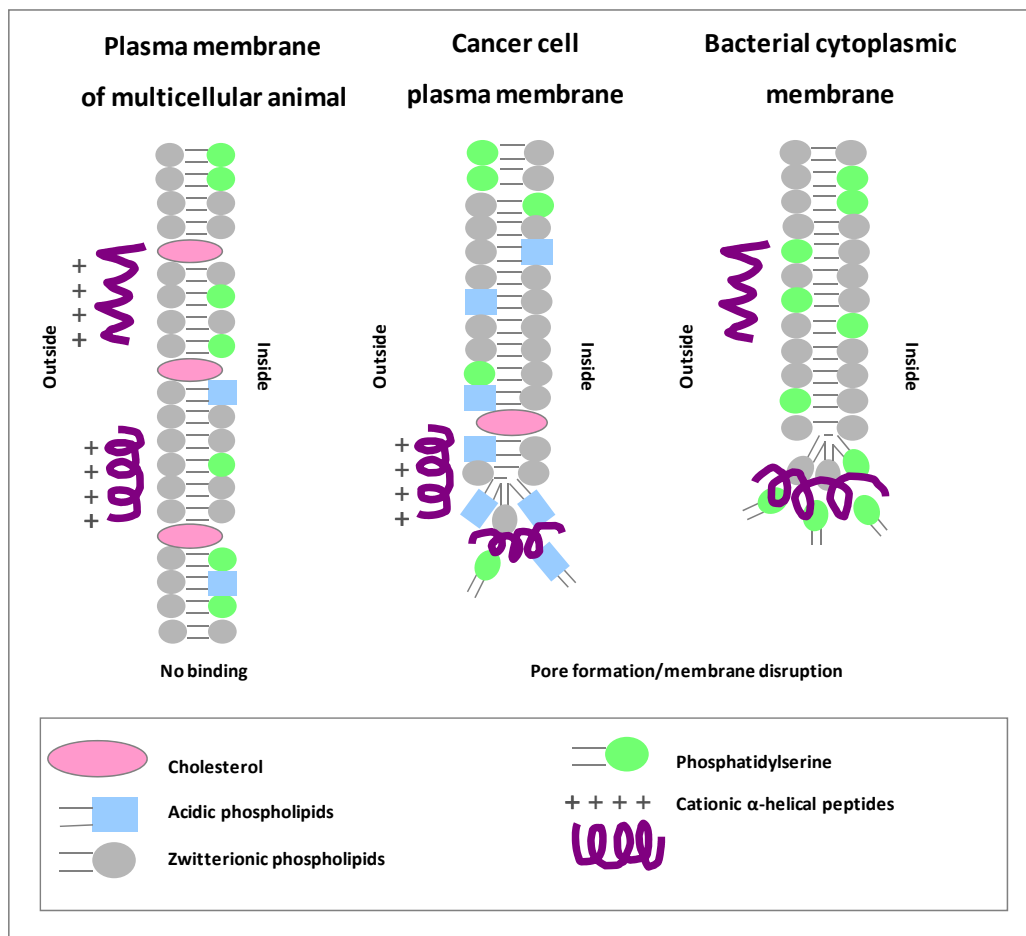 Plasma membrane
of multicellular animal
Cancer cell
plasma membrane
Bacterial cytoplasmic
membrane
+
+
+
+
Outside
Inside
+
+
+
+
Outside
Inside
+
+
+
+
Outside
Inside
No binding
Pore formation/membrane disruption
Cholesterol
Acidic phospholipids
Zwitterionic phospholipids
Phosphatidylserine
+ + + +
Cationic α-helical peptides